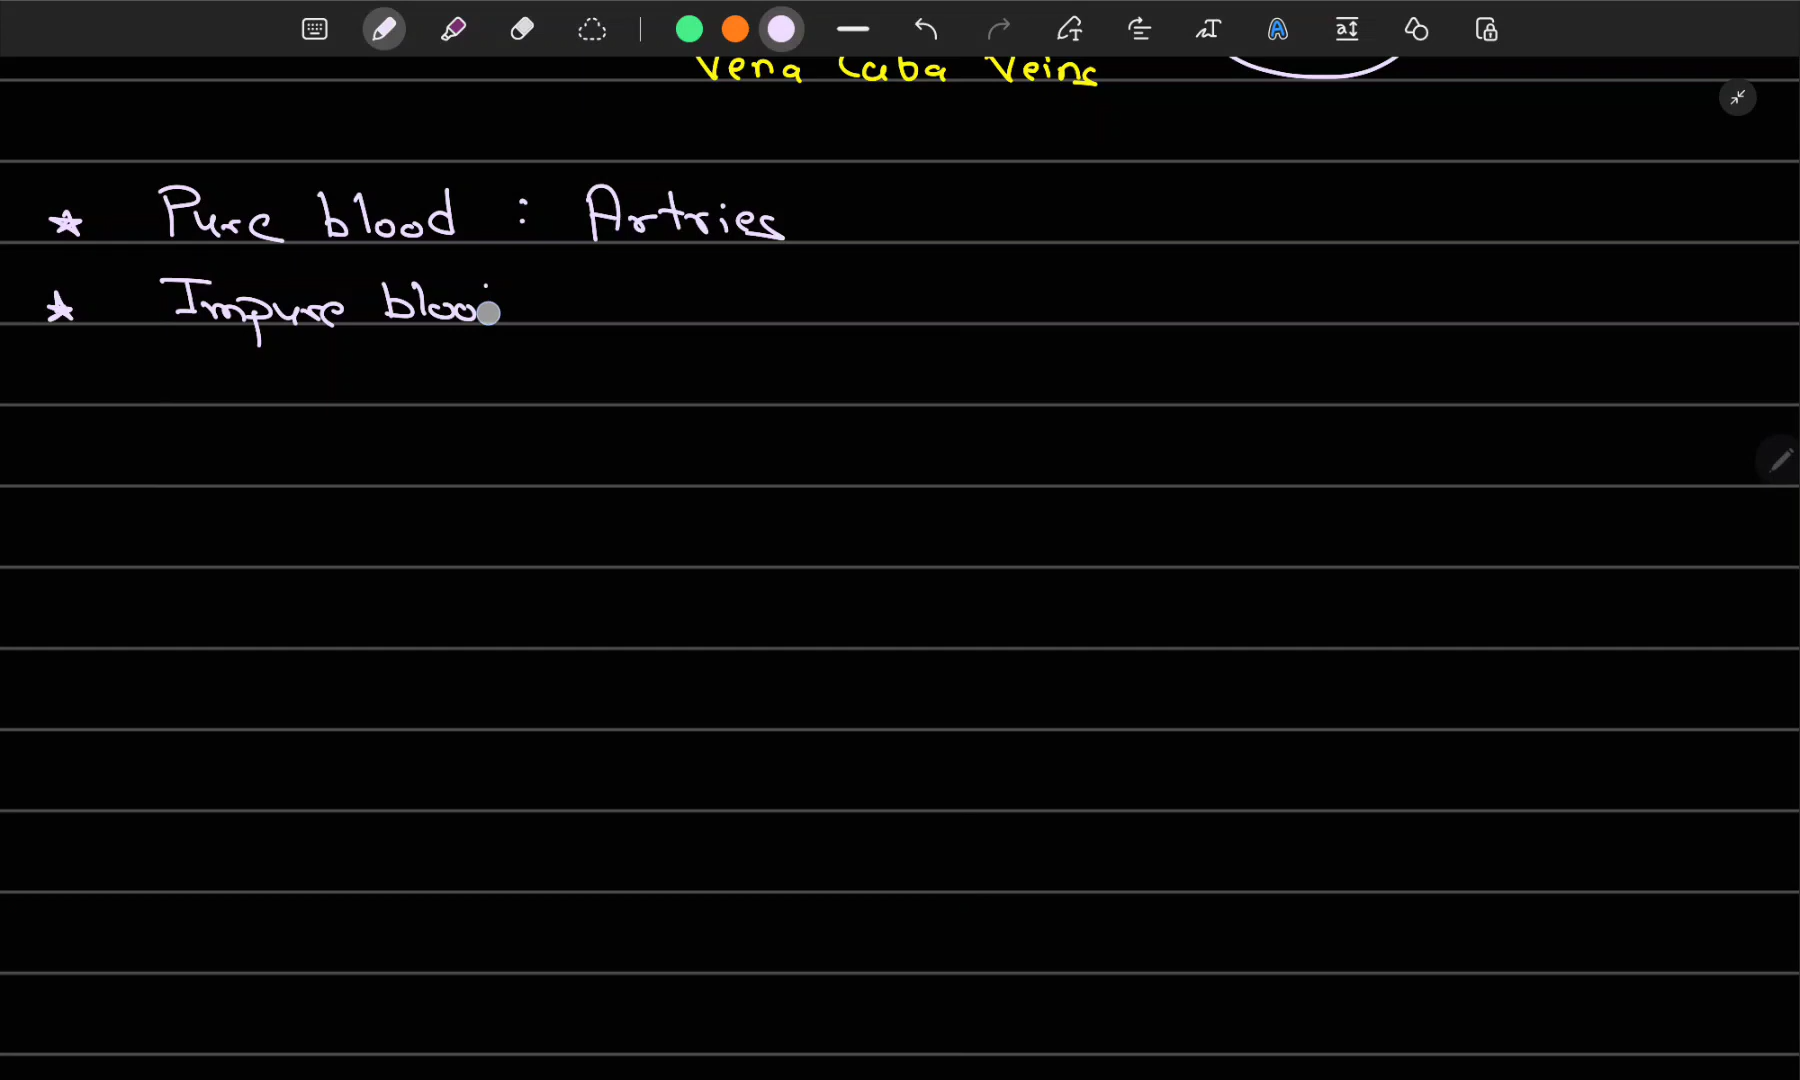 Vena Caba Veins
★ Pure blood : Artries
★ Impure bloo